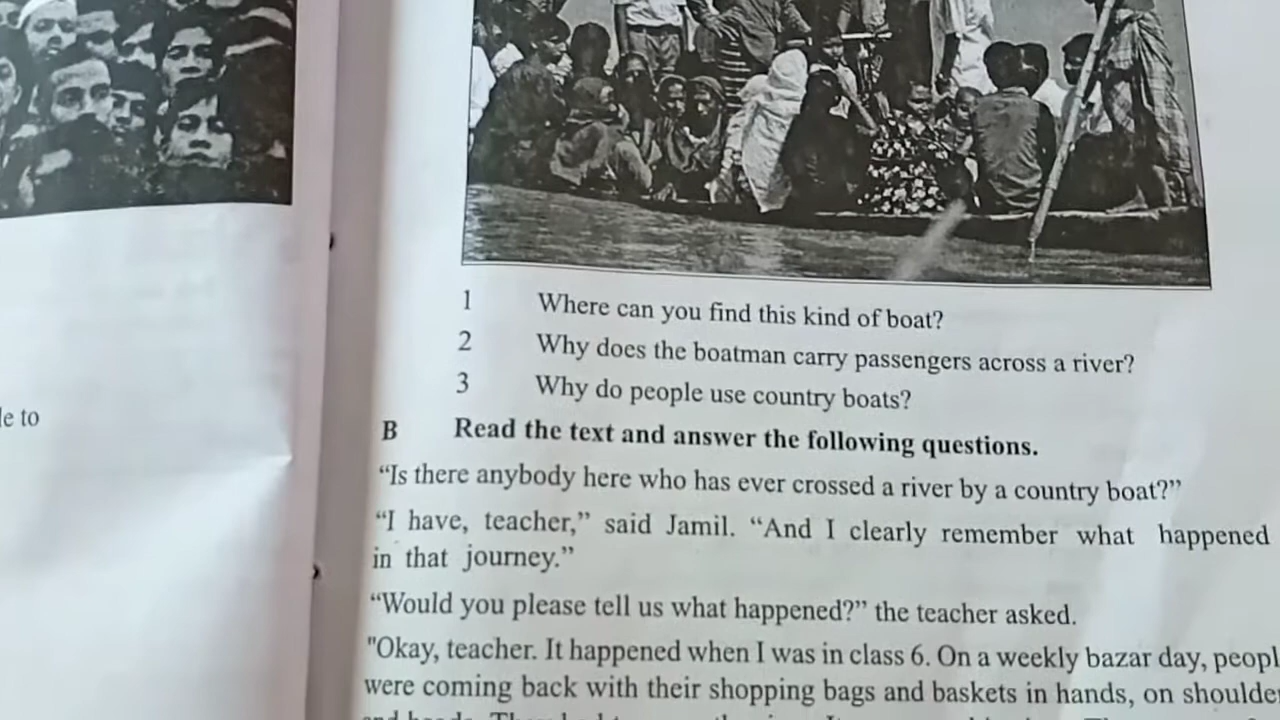 le to
1 Where can you find this kind of boat?
2 Why does the boatman carry passengers across a river?
3 Why do people use country boats?
B Read the text and answer the following questions.
“Is there anybody here who has ever crossed a river by a country boat?”
“I have, teacher,” said Jamil. “And I clearly remember what happened
in that journey.”
“Would you please tell us what happened?” the teacher asked.
"Okay, teacher. It happened when I was in class 6. On a weekly bazar day, peopl
were coming back with their shopping bags and baskets in hands, on shoulder